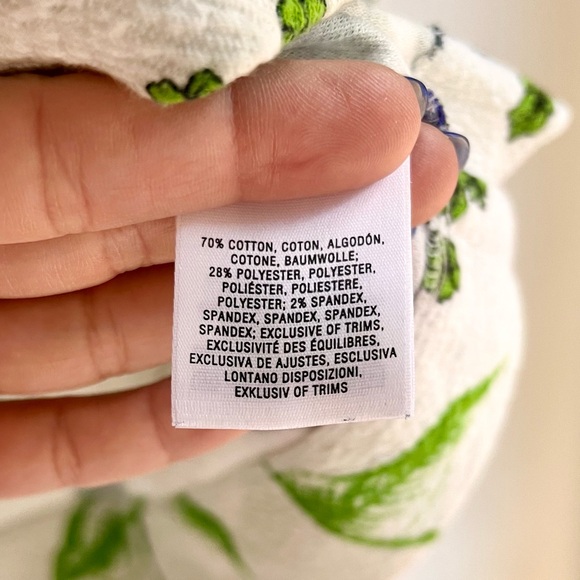 70% COTTON, COTON, ALGODÓN,
COTONE, BAUMWOLLE;
28% POLYESTER, POLYESTER,
POLIÉSTER, POLIESTERE,
POLYESTER; 2% SPANDEX,
SPANDEX, SPANDEX, SPANDEX,
SPANDEX; EXCLUSIVE OF TRIMS,
EXCLUSIVITÉ DES ÉQUILIBRES,
EXCLUSIVA DE AJUSTES, ESCLUSIVA
LONTANO DISPOSIZIONI,
EXKLUSIV OF TRIMS